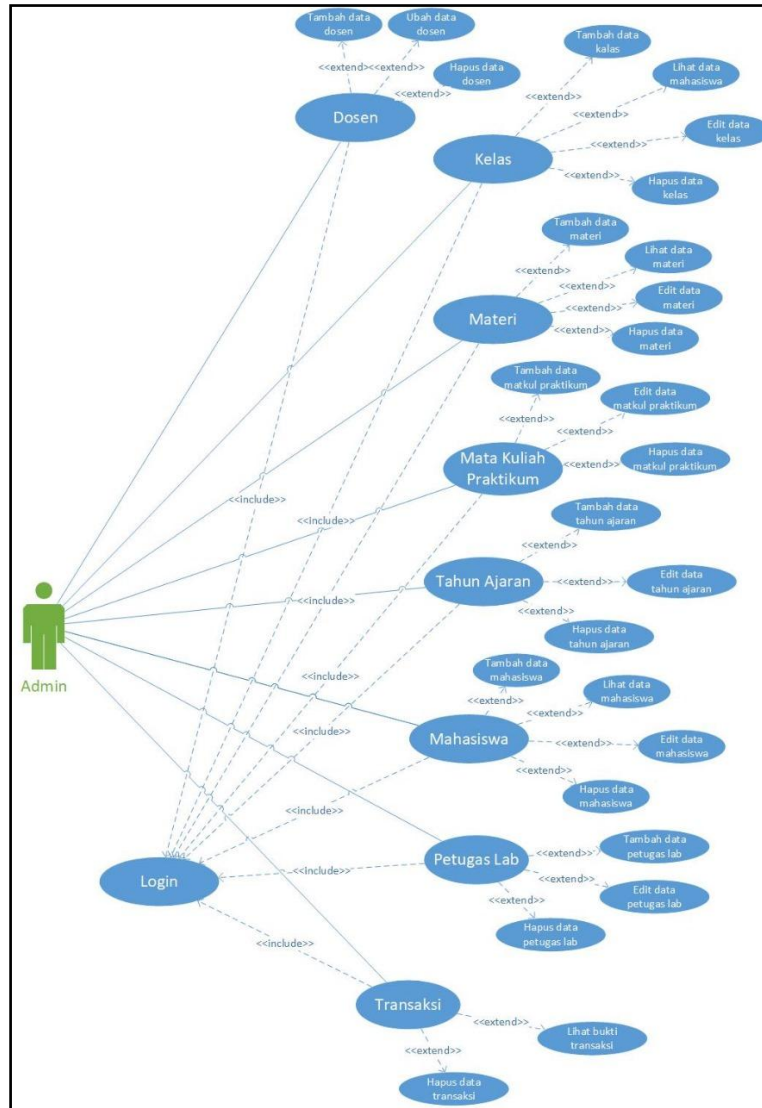 Tambah data
dosen
Ubah data
dosen
<<extend>>
<<extend>>
Hapus data
dosen
<<extend>>
Dosen
Tambah data
kalas
<<extend>>
Lihat data
mahasiswa
<<extend>>
Edit data
kelas
<<extend>>
Kelas
<<extend>>
Hapus data
kelas
Tambah data
materi
<<extend>>
Lihat data
materi
<<extend>>
Edit data
materi
<<extend>>
Materi
<<extend>>
Hapus data
materi
Tambah data
matkul praktikum
<<extend>>
Edit data
matkul praktikum
<<extend>>
Mata Kuliah
Praktikum
<<extend>>
Hapus data
matkul praktikum
<<include>>
<<include>>
Tambah data
tahun ajaran
<<extend>>
Tahun Ajaran
<<extend>>
Edit data
tahun ajaran
<<extend>>
Hapus data
tahun ajaran
<<include>>
Admin
Tambah data
mahasiswa
<<extend>>
Lihat data
mahasiswa
<<extend>>
<<include>>
Mahasiswa
<<extend>>
Edit data
mahasiswa
<<extend>>
Hapus data
mahasiswa
<<include>>
<<include>>
Petugas Lab
<<extend>>
Tambah data
petugas lab
<<extend>>
Edit data
petugas lab
<<extend>>
Hapus data
petugas lab
<<include>>
Login
<<include>>
Transaksi
<<extend>>
Lihat bukti
transaksi
<<extend>>
Hapus data
transaksi